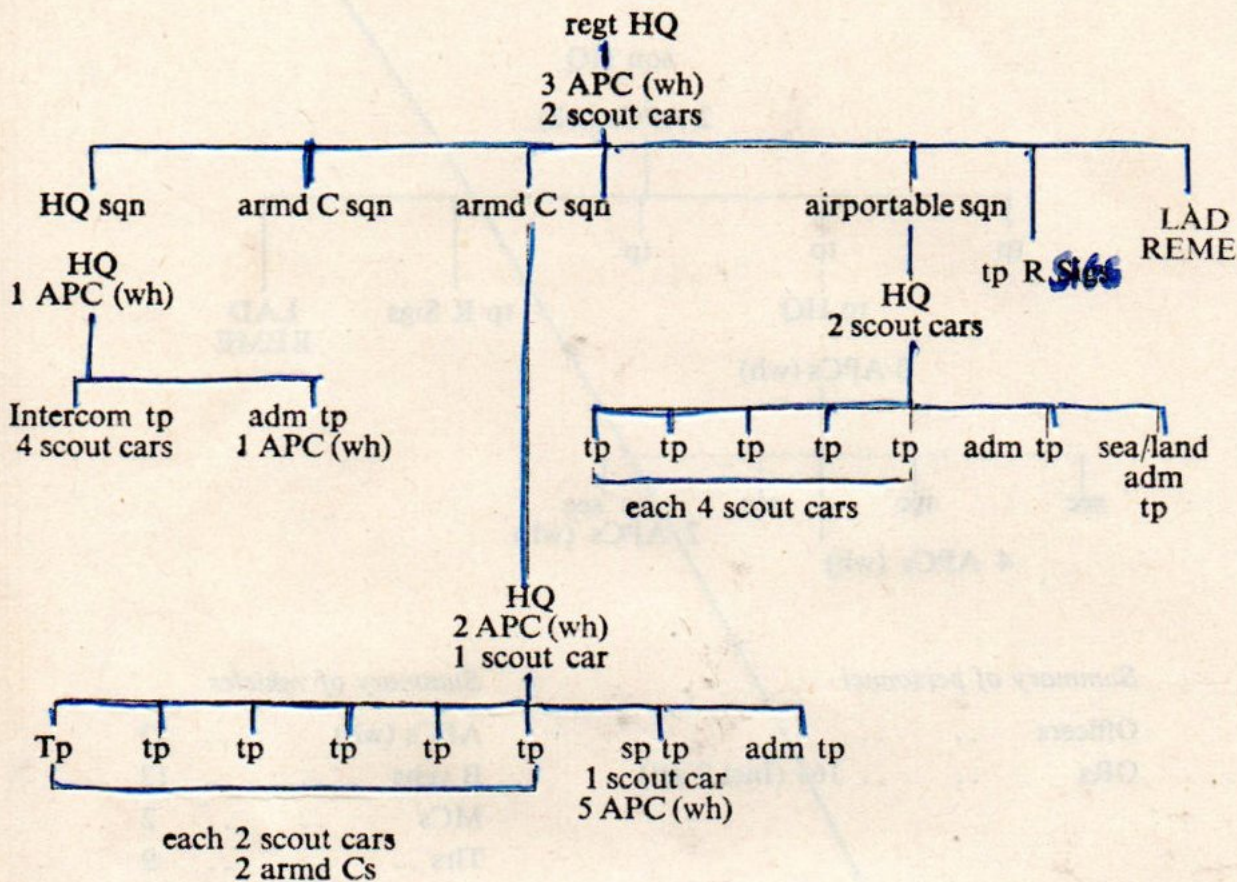 regt HQ
3 APC (wh)
2 scout cars
HQ sqn
armd C sqn
armd C sqn
airportable sqn
tp R Sigs
LAD
REME
HQ
1 APC (wh)
Intercom tp
4 scout cars
adm tp
1 APC (wh)
HQ
2 scout cars
tp tp tp tp tp adm tp sea/land
adm
tp
each 4 scout cars
HQ
2 APC (wh)
1 scout car
Tp tp tp tp tp tp sp tp adm tp
1 scout car
5 APC (wh)
each 2 scout cars
2 armd Cs